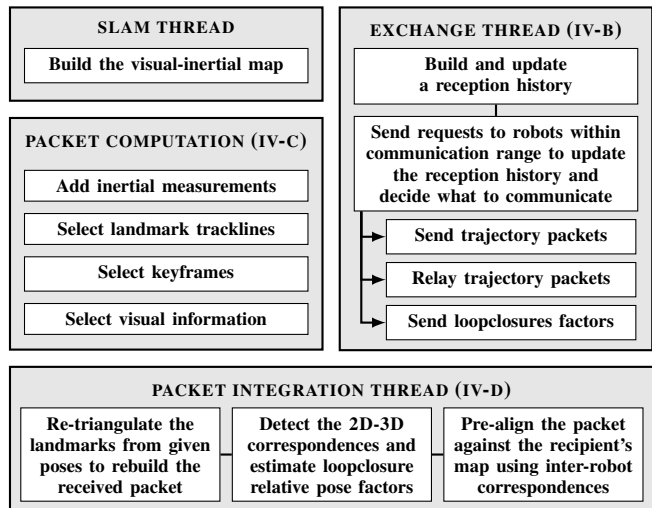 SLAM THREAD
Build the visual-inertial map
PACKET COMPUTATION (IV-C)
Add inertial measurements
Select landmark tracklines
Select keyframes
Select visual information
EXCHANGE THREAD (IV-B)
Build and update
a reception history
Send requests to robots within
communication range to update
the reception history and
decide what to communicate
Send trajectory packets
Relay trajectory packets
Send loopclosures factors
PACKET INTEGRATION THREAD (IV-D)
Re-triangulate the
landmarks from given
poses to rebuild the
received packet
Detect the 2D-3D
correspondences and
estimate loopclosure
relative pose factors
Pre-align the packet
against the recipient's
map using inter-robot
correspondences